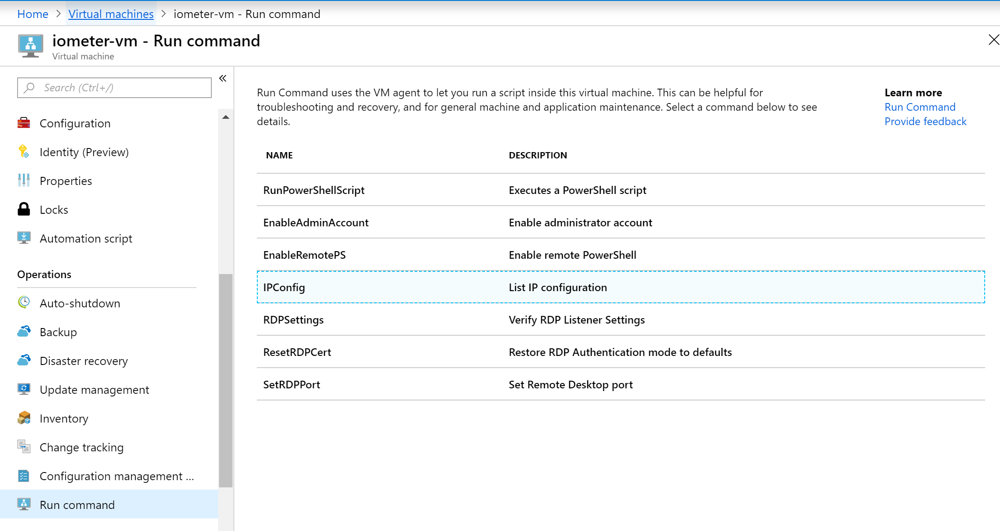 Home > Virtual machines > iometer-vm - Run command
iometer-vm - Run command
Virtual machine
Search (Ctrl+/)
Configuration
Identity (Preview)
Properties
Locks
Automation script
Operations
Auto-shutdown
Backup
Disaster recovery
Update management
Inventory
Change tracking
Configuration management ...
Run command
Run Command uses the VM agent to let you run a script inside this virtual machine. This can be helpful for
troubleshooting and recovery, and for general machine and application maintenance. Select a command below to see
details.
Learn more
Run Command
Provide feedback
NAME DESCRIPTION
RunPowerShellScript Executes a PowerShell script
EnableAdminAccount Enable administrator account
EnableRemotePS Enable remote PowerShell
IPConfig List IP configuration
RDPSettings Verify RDP Listener Settings
ResetRDPCert Restore RDP Authentication mode to defaults
SetRDPPort Set Remote Desktop port